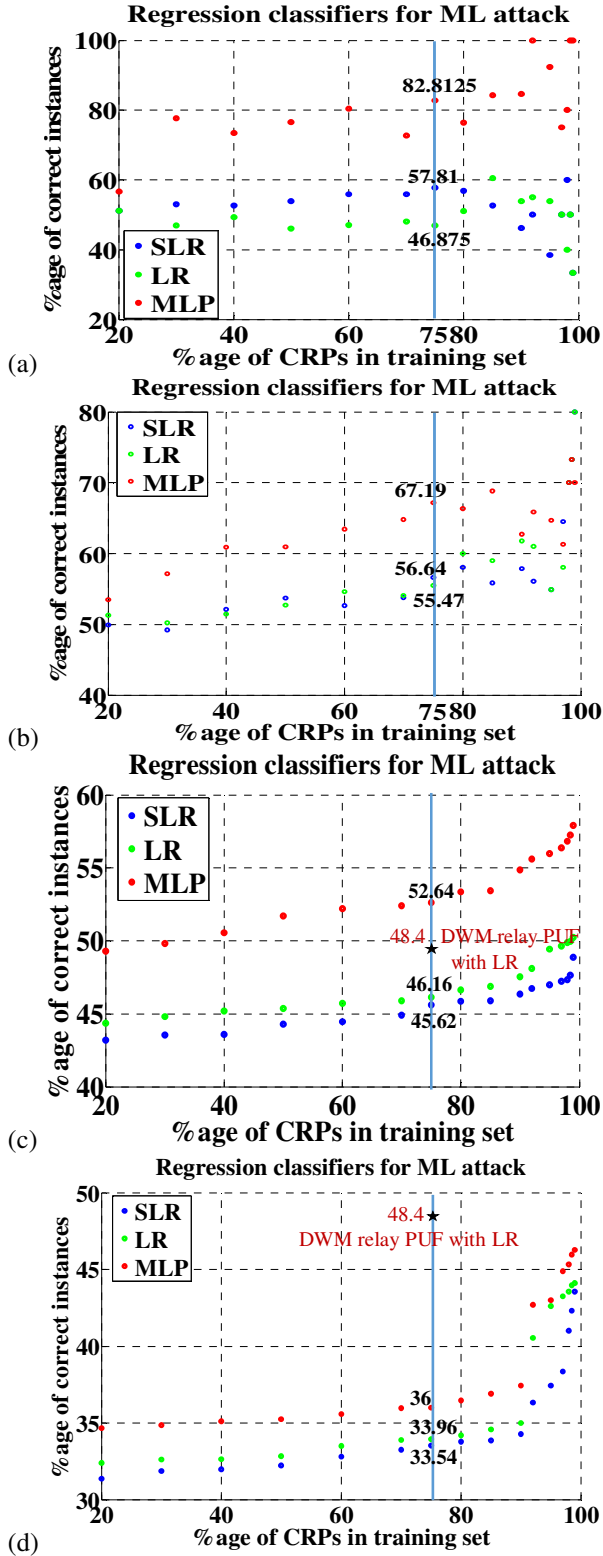 Regression classifiers for ML attack
100
80
60
40
20
%age of correct instances
82.8125
57.81
46.875
SLR
LR
MLP
20 40 60 75 80 100
%age of CRPs in training set
(a)
Regression classifiers for ML attack
80
70
60
50
40
%age of correct instances
SLR
LR
MLP
67.19
56.64
55.47
20 40 60 75 80 100
%age of CRPs in training set
(b)
Regression classifiers for ML attack
60
55
50
45
40
%age of correct instances
SLR
LR
MLP
52.64
48.4 DWM relay PUF
with LR
46.16
45.62
20 40 60 80 100
%age of CRPs in training set
(c)
Regression classifiers for ML attack
50
45
40
35
30
%age of correct instances
SLR
LR
MLP
48.4
DWM relay PUF with LR
36
33.96
33.54
20 40 60 80 100
%age of CRPs in training set
(d)